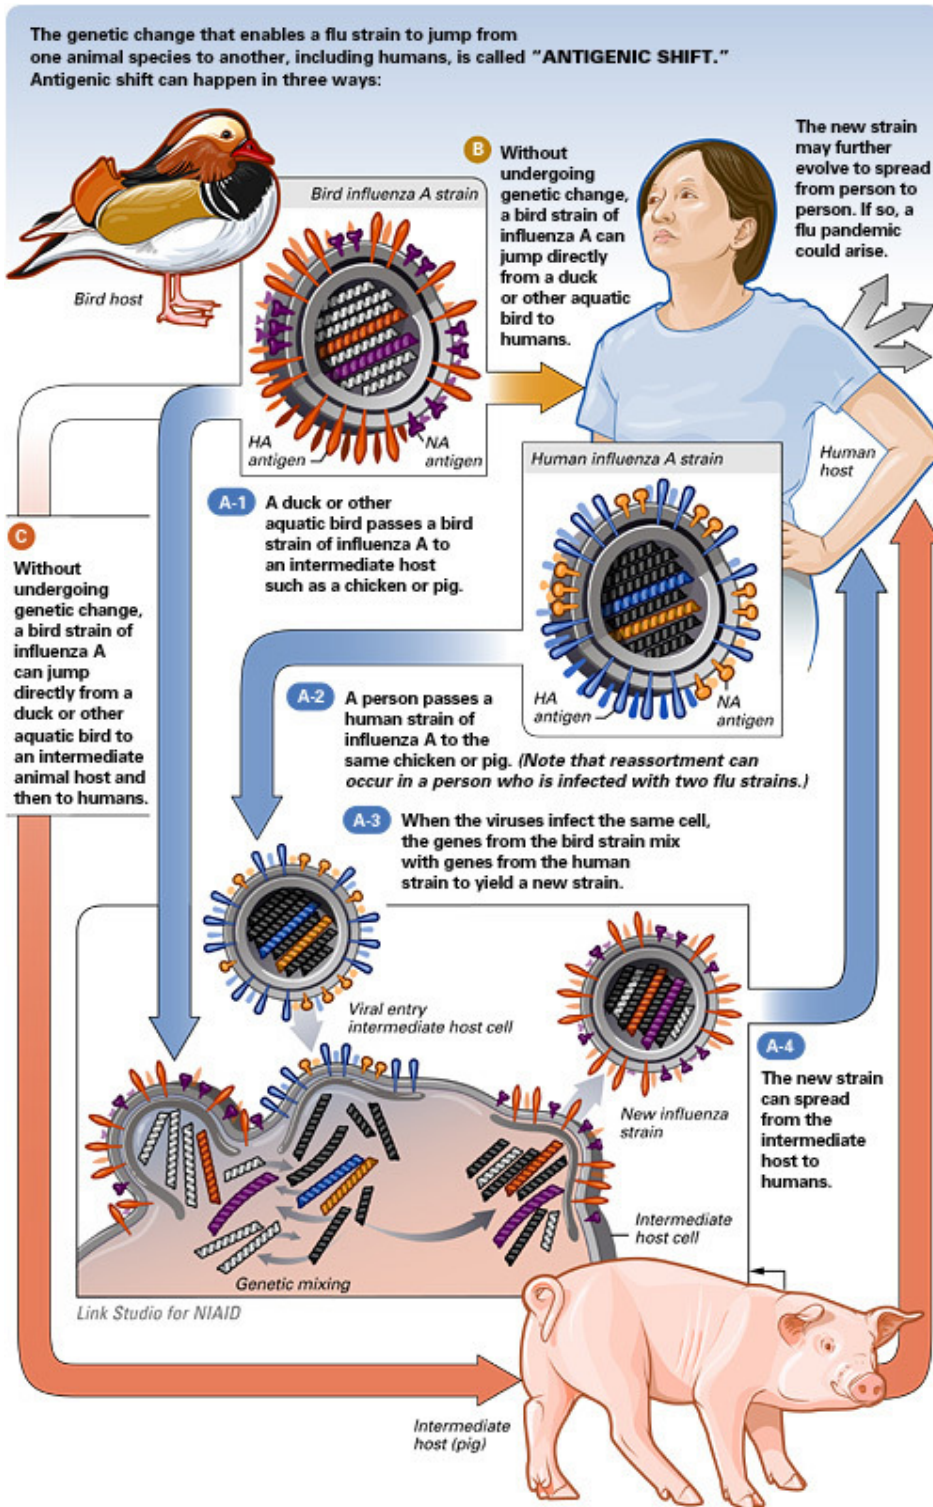 The genetic change that enables a flu strain to jump from
one animal species to another, including humans, is called “ANTIGENIC SHIFT.”
Antigenic shift can happen in three ways:
The new strain
may further
evolve to spread
from person to
person. If so, a
flu pandemic
could arise.
B
Without
undergoing
genetic change,
a bird strain of
influenza A can
jump directly
from a duck
or other aquatic
bird to
humans.
Bird influenza A strain
Bird host
HA
antigen
NA
antigen
Human
host
Human influenza A strain
HA
antigen
NA
antigen
A-1
A duck or other
aquatic bird passes a bird
strain of influenza A to
an intermediate host
such as a chicken or pig.
C
Without
undergoing
genetic change,
a bird strain of
influenza A
can jump
directly from a
duck or other
aquatic bird to
an intermediate
animal host and
then to humans.
A-2
A person passes a
human strain of
influenza A to the
same chicken or pig. (Note that reassortment can
occur in a person who is infected with two flu strains.)
A-3
When the viruses infect the same cell,
the genes from the bird strain mix
with genes from the human
strain to yield a new strain.
Viral entry
intermediate host cell
New influenza
strain
A-4
The new strain
can spread
from the
intermediate
host to
humans.
Intermediate
host cell
Genetic mixing
Link Studio for NIAID
Intermediate
host (pig)